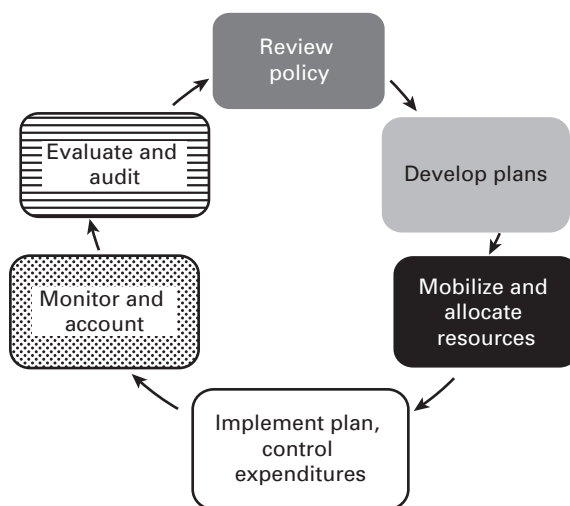 Review
policy
Develop plans
Mobilize and
allocate
resources
Implement plan,
control
expenditures
Monitor and
account
Evaluate and
audit